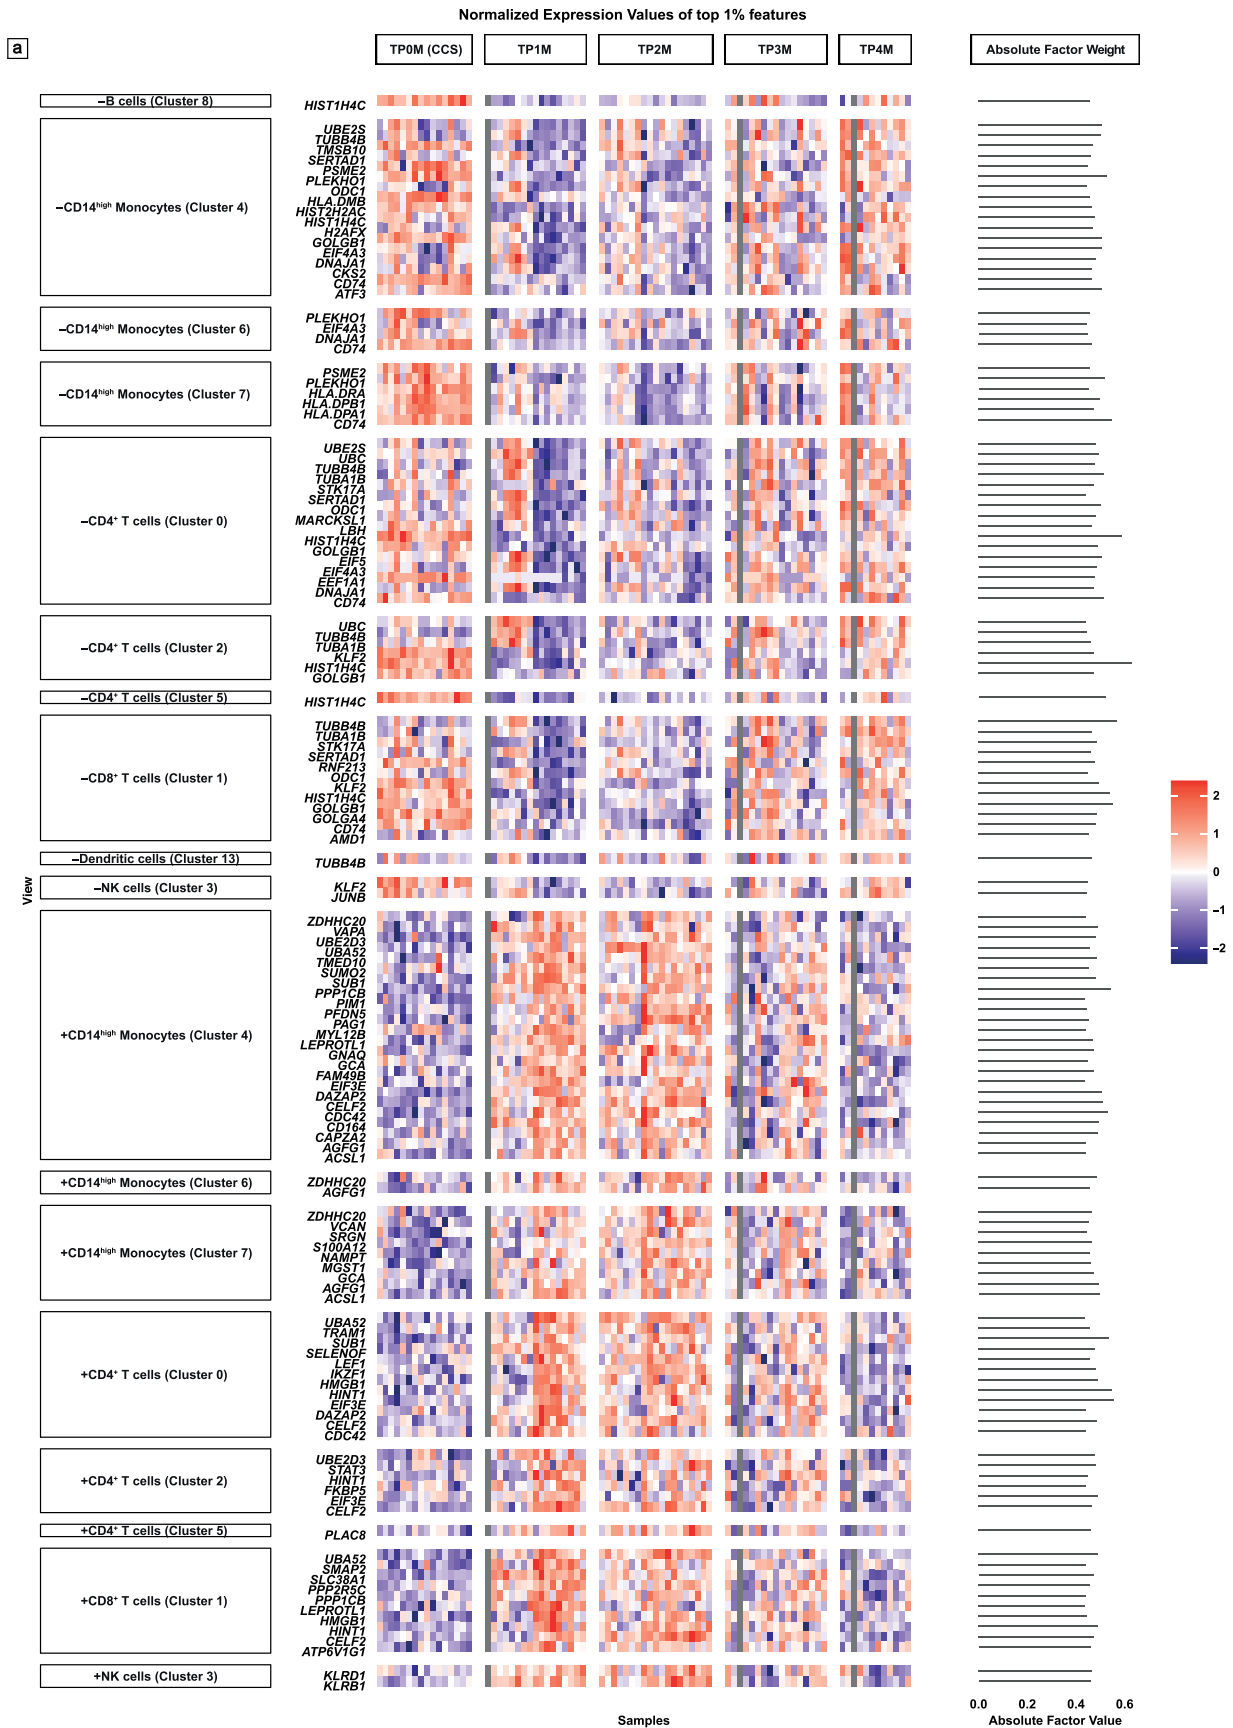 Normalized Expression Values of top 1% features
a
TP0M (CCS)
TP1M
TP2M
TP3M
TP4M
Absolute Factor Weight
–B cells (Cluster 8)
HIST1H4C
–CD14ʰⁱᵍʰ Monocytes (Cluster 4)
UBE2S
TUBB4B
TMSB10
SERTAD1
PSME2
PLEKHO1
ODC1
HLA.DMB
HIST2H2AC
HIST1H4C
H2AFX
GOLGB1
EIF4A3
DNAJA1
CKS2
CD74
ATF3
–CD14ʰⁱᵍʰ Monocytes (Cluster 6)
PLEKHO1
EIF4A3
DNAJA1
CD74
–CD14ʰⁱᵍʰ Monocytes (Cluster 7)
PSME2
PLEKHO1
HLA.DRA
HLA.DPB1
HLA.DPA1
CD74
–CD4⁺ T cells (Cluster 0)
UBE2S
UBC
TUBB4B
TUBA1B
STK17A
SERTAD1
ODC1
MARCKSL1
LBH
HIST1H4C
GOLGB1
EIF5
EIF4A3
EEF1A1
DNAJA1
CD74
–CD4⁺ T cells (Cluster 2)
UBC
TUBB4B
TUBA1B
KLF2
HIST1H4C
GOLGB1
–CD4⁺ T cells (Cluster 5)
HIST1H4C
–CD8⁺ T cells (Cluster 1)
TUBB4B
TUBA1B
STK17A
SERTAD1
RNF213
ODC1
KLF2
HIST1H4C
GOLGB1
GOLGA4
CD74
AMD1
–Dendritic cells (Cluster 13)
TUBB4B
–NK cells (Cluster 3)
KLF2
JUNB
View
+CD14ʰⁱᵍʰ Monocytes (Cluster 4)
ZDHHC20
VAPA
UBE2D3
UBA52
TMED10
SUMO2
SUB1
PPP1CB
PIM1
PFDN5
PAG1
MYL12B
LEPROTL1
GNAQ
GCA
FAM49B
EIF3E
DAZAP2
CELF2
CDC42
CD164
CAPZA2
AGFG1
ACSL1
+CD14ʰⁱᵍʰ Monocytes (Cluster 6)
ZDHHC20
AGFG1
+CD14ʰⁱᵍʰ Monocytes (Cluster 7)
ZDHHC20
VCAN
SRGN
S100A12
NAMPT
MGST1
GCA
AGFG1
ACSL1
+CD4⁺ T cells (Cluster 0)
UBA52
TRAM1
SUB1
SELENOF
LEF1
IKZF1
HMGB1
HINT1
EIF3E
DAZAP2
CELF2
CDC42
+CD4⁺ T cells (Cluster 2)
UBE2D3
STAT3
HINT1
FKBP5
EIF3E
CELF2
+CD4⁺ T cells (Cluster 5)
PLAC8
+CD8⁺ T cells (Cluster 1)
UBA52
SMAP2
SLC38A1
PPP2R5C
PPP1CB
LEPROTL1
HMGB1
HINT1
CELF2
ATP6V1G1
+NK cells (Cluster 3)
KLRD1
KLRB1
2
1
0
–1
–2
0.0 0.2 0.4 0.6
Samples
Absolute Factor Value